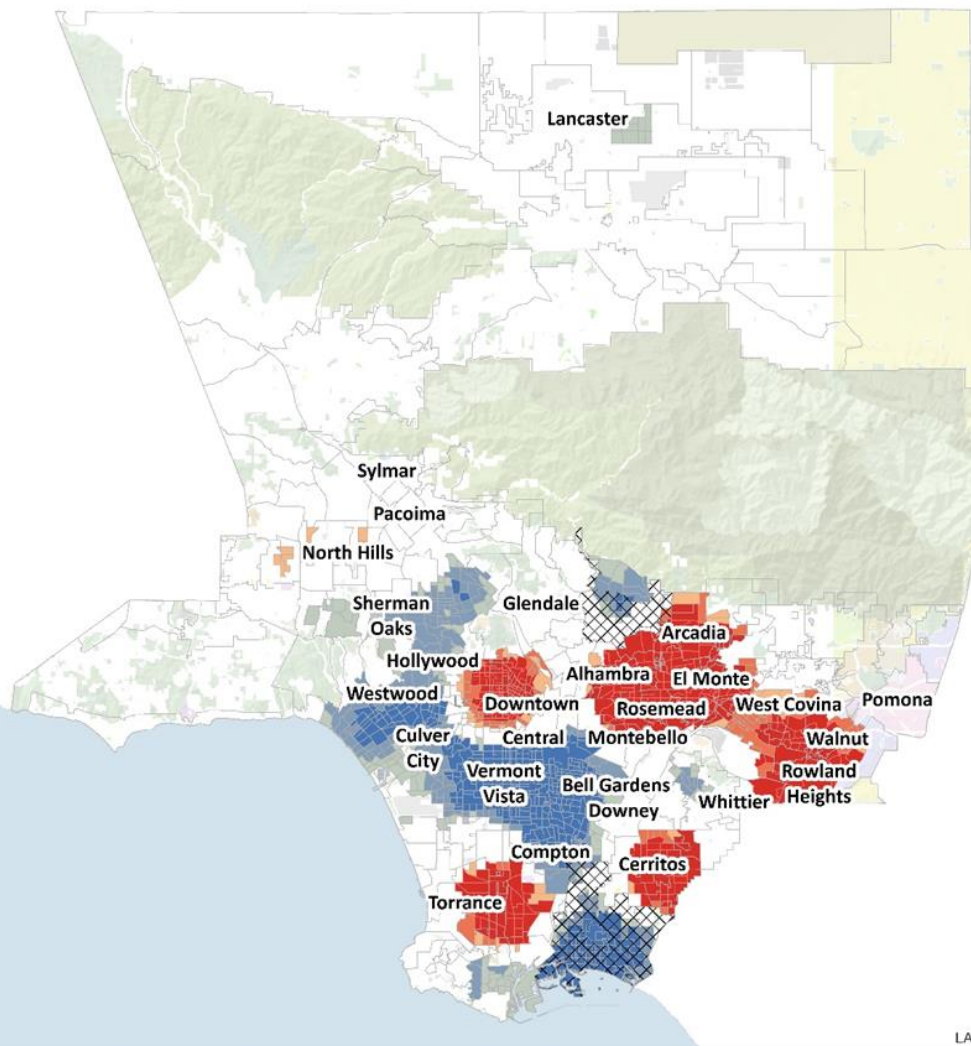 Lancaster
Sylmar
Pacoima
North Hills
Sherman
Oaks
Glendale
Arcadia
Hollywood
Alhambra
El Monte
Westwood
Downtown
Rosemead
West Covina
Pomona
Culver
City
Central
Montebello
Walnut
Vermont
Vista
Bell Gardens
Downey
Whittier
Rowland
Heights
Compton
Cerritos
Torrance
LA